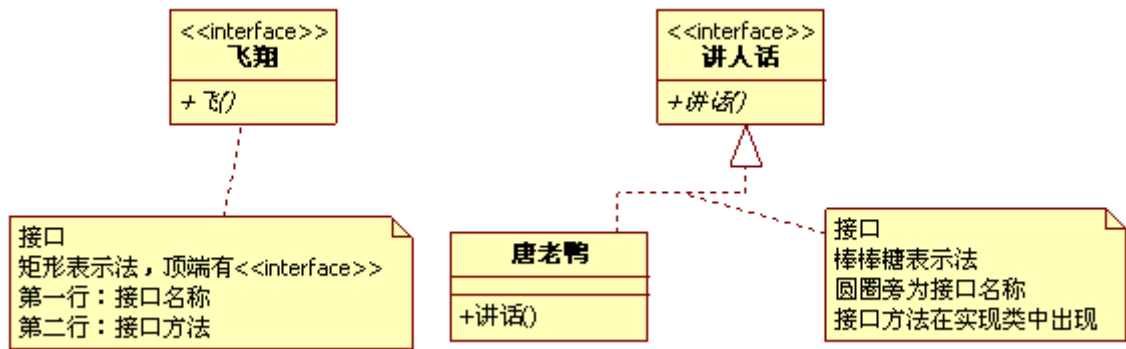 <<interface>>
飞翔
+飞()
<<interface>>
讲人话
+讲话()
接口
矩形表示法，顶端有<<interface>>
第一行：接口名称
第二行：接口方法
唐老鸭
+讲话()
接口
棒棒糖表示法
圆圈旁为接口名称
接口方法在实现类中出现